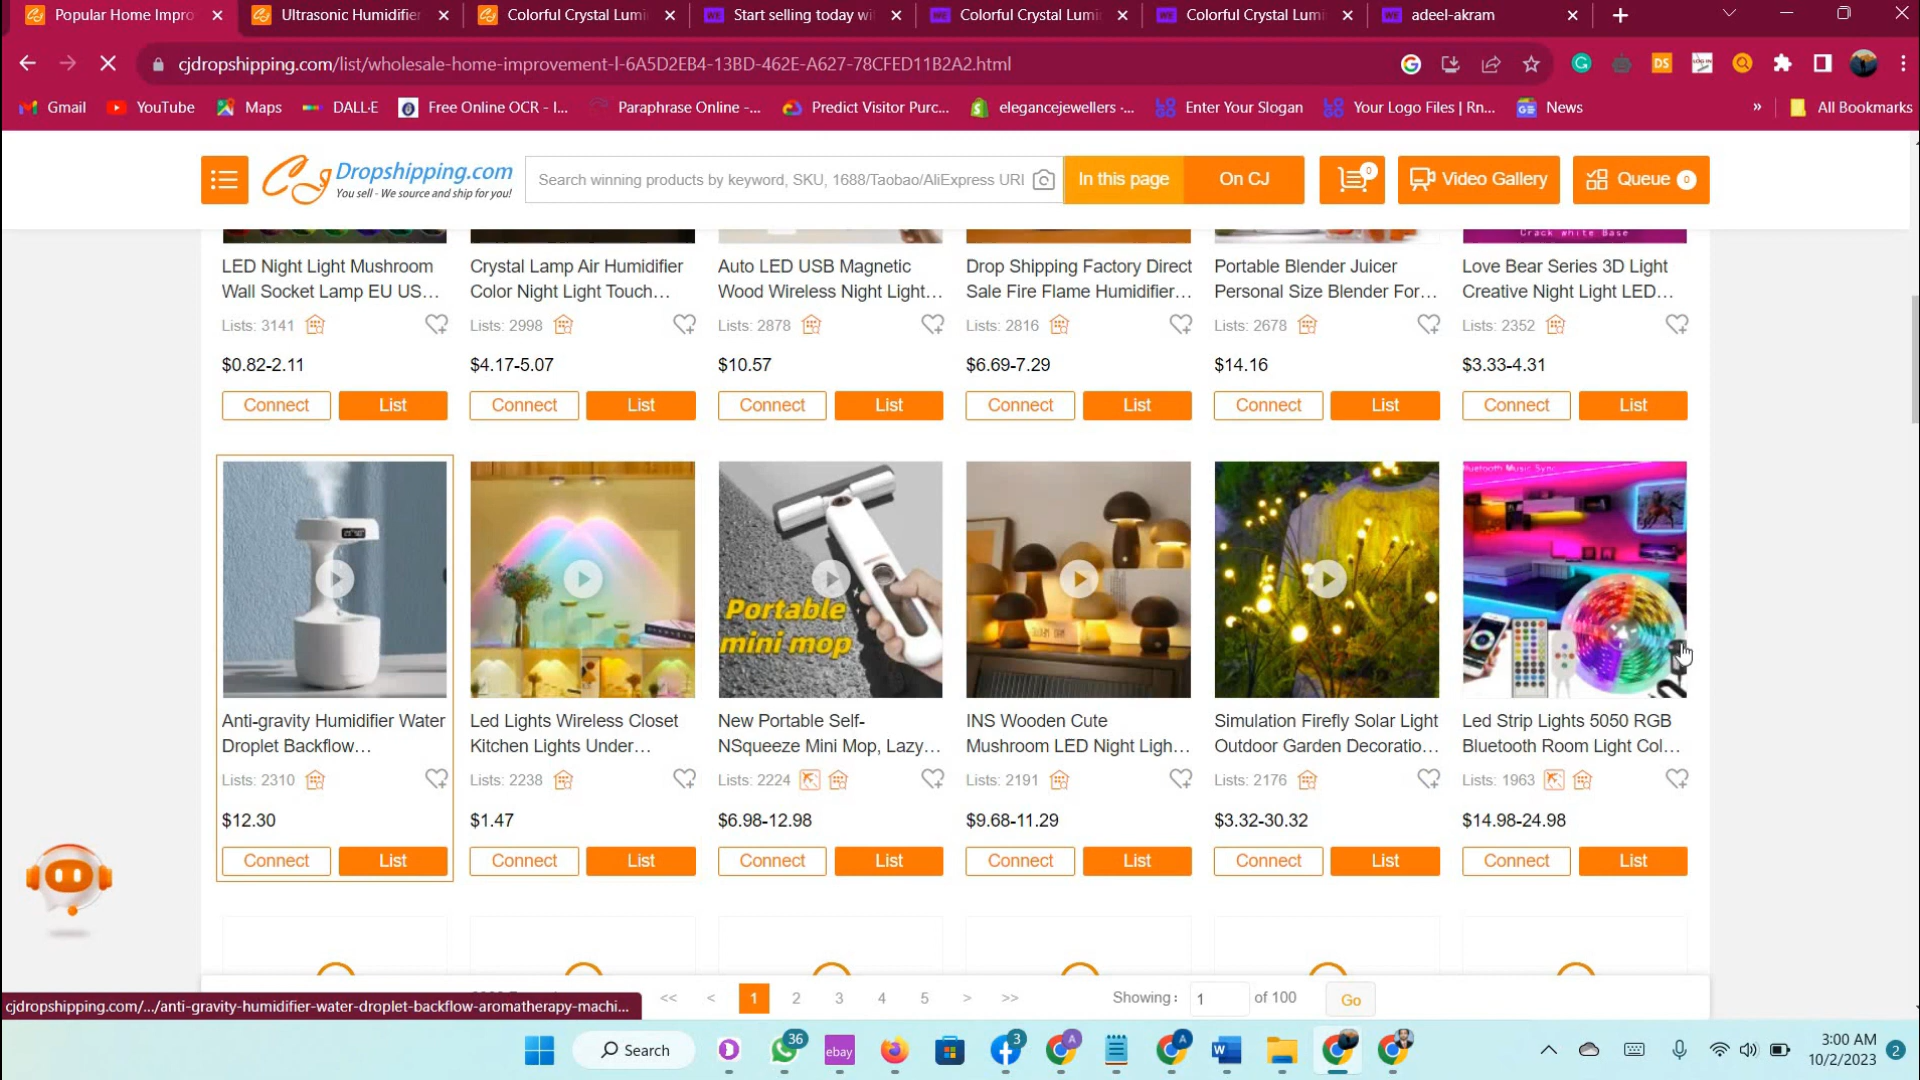 Popular Home Impro
Ultrasonic Humidifier
Colorful Crystal Lumi
Start selling today wi
Colorful Crystal Lumi
Colorful Crystal Lumi
adeel-akram
cjdropshipping.com/list/wholesale-home-improvement-l-6A5D2EB4-13BD-462E-A627-78CFED11B2A2.html
Gmail
YouTube
Maps
DALL·E
Free Online OCR - I...
Paraphrase Online -...
Predict Visitor Purc...
elegancejewellers -...
Enter Your Slogan
Your Logo Files | Rn...
News
»
All Bookmarks
Dropshipping.com
You sell - We source and ship for you!
Search winning products by keyword, SKU, 1688/Taobao/AliExpress URL
In this page
On CJ
0
Video Gallery
Queue 0
Crack White Base
LED Night Light Mushroom
Wall Socket Lamp EU US...
Lists: 3141
$0.82-2.11
Connect
List
Crystal Lamp Air Humidifier
Color Night Light Touch...
Lists: 2998
$4.17-5.07
Connect
List
Auto LED USB Magnetic
Wood Wireless Night Light...
Lists: 2878
$10.57
Connect
List
Drop Shipping Factory Direct
Sale Fire Flame Humidifier...
Lists: 2816
$6.69-7.29
Connect
List
Portable Blender Juicer
Personal Size Blender For...
Lists: 2678
$14.16
Connect
List
Love Bear Series 3D Light
Creative Night Light LED...
Lists: 2352
$3.33-4.31
Connect
List
Anti-gravity Humidifier Water
Droplet Backflow...
Lists: 2310
$12.30
Connect
List
Led Lights Wireless Closet
Kitchen Lights Under...
Lists: 2238
$1.47
Connect
List
Portable
mini mop
New Portable Self-
NSqueeze Mini Mop, Lazy...
Lists: 2224
$6.98-12.98
Connect
List
INS Wooden Cute
Mushroom LED Night Ligh...
Lists: 2191
$9.68-11.29
Connect
List
Simulation Firefly Solar Light
Outdoor Garden Decoratio...
Lists: 2176
$3.32-30.32
Connect
List
Bluetooth Music Sync
Led Strip Lights 5050 RGB
Bluetooth Room Light Col...
Lists: 1963
$14.98-24.98
Connect
List
cjdropshipping.com/.../anti-gravity-humidifier-water-droplet-backflow-aromatherapy-machi...
<< < 1 2 3 4 5 > >>
Showing: 1 of 100 Go
Search
36
ebay
3
3:00 AM
10/2/2023
2